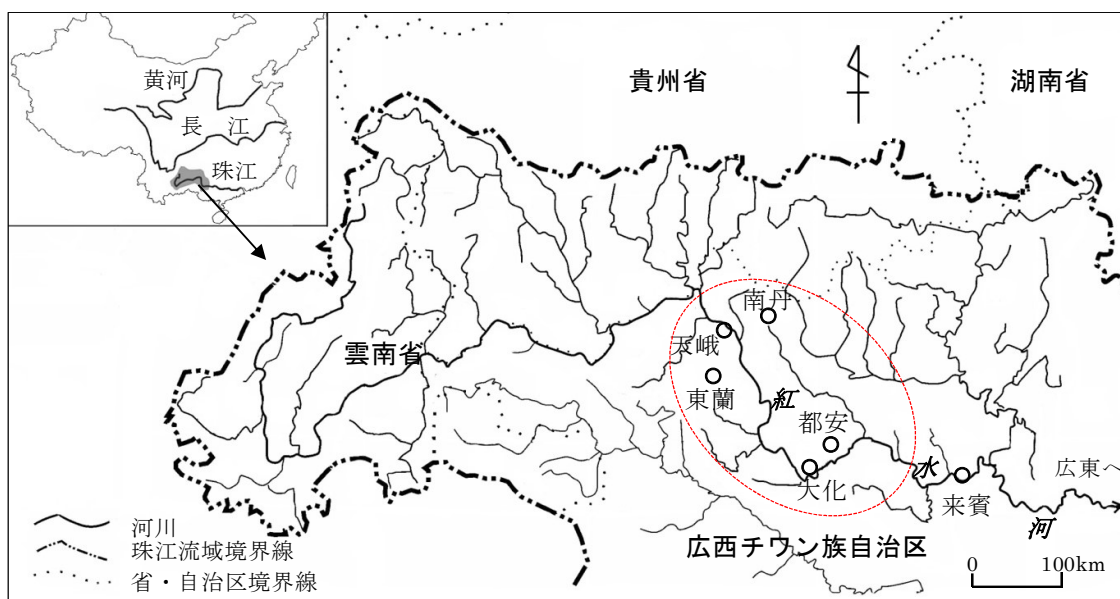 黄河
長江
珠江
貴州省
湖南省
雲南省
南丹
天峨
東蘭
紅
都安
大化
水
来賓
広東へ
河
広西チワン族自治区
河川
珠江流域境界線
省・自治区境界線
0 100km